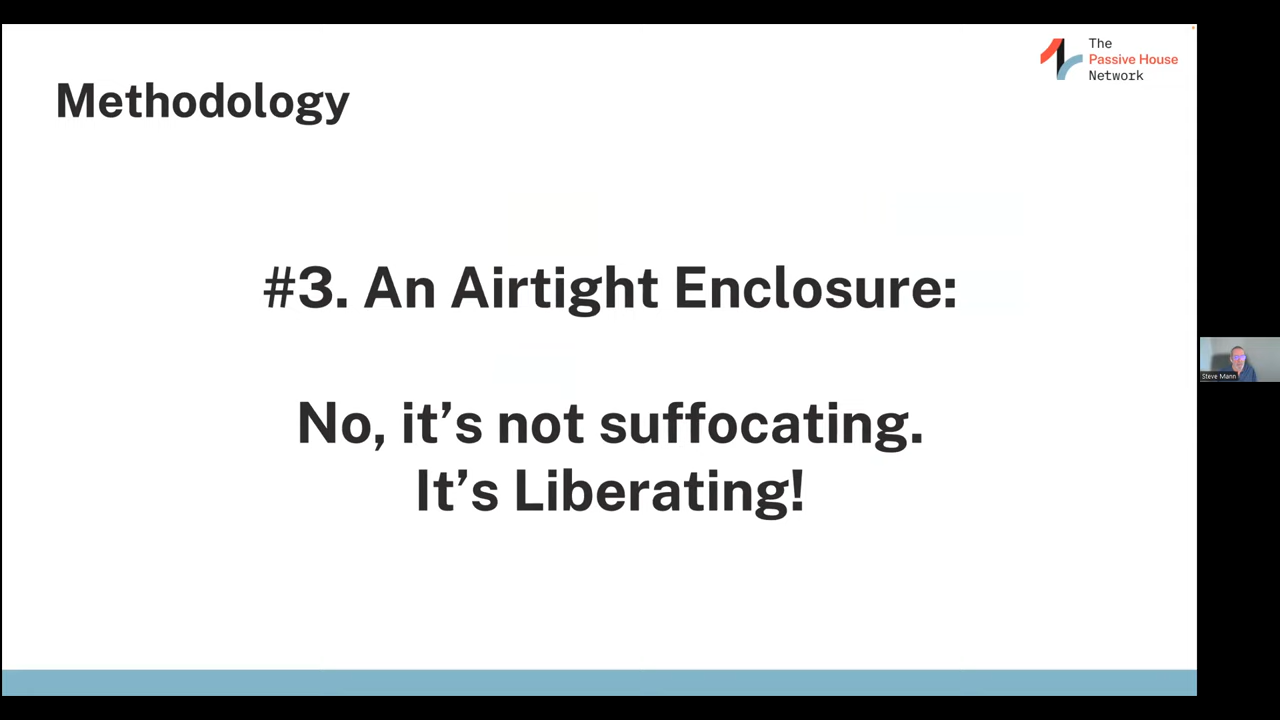 The
Passive House
Network
Methodology
#3. An Airtight Enclosure:
No, it’s not suffocating.
It’s Liberating!
Steve Mann